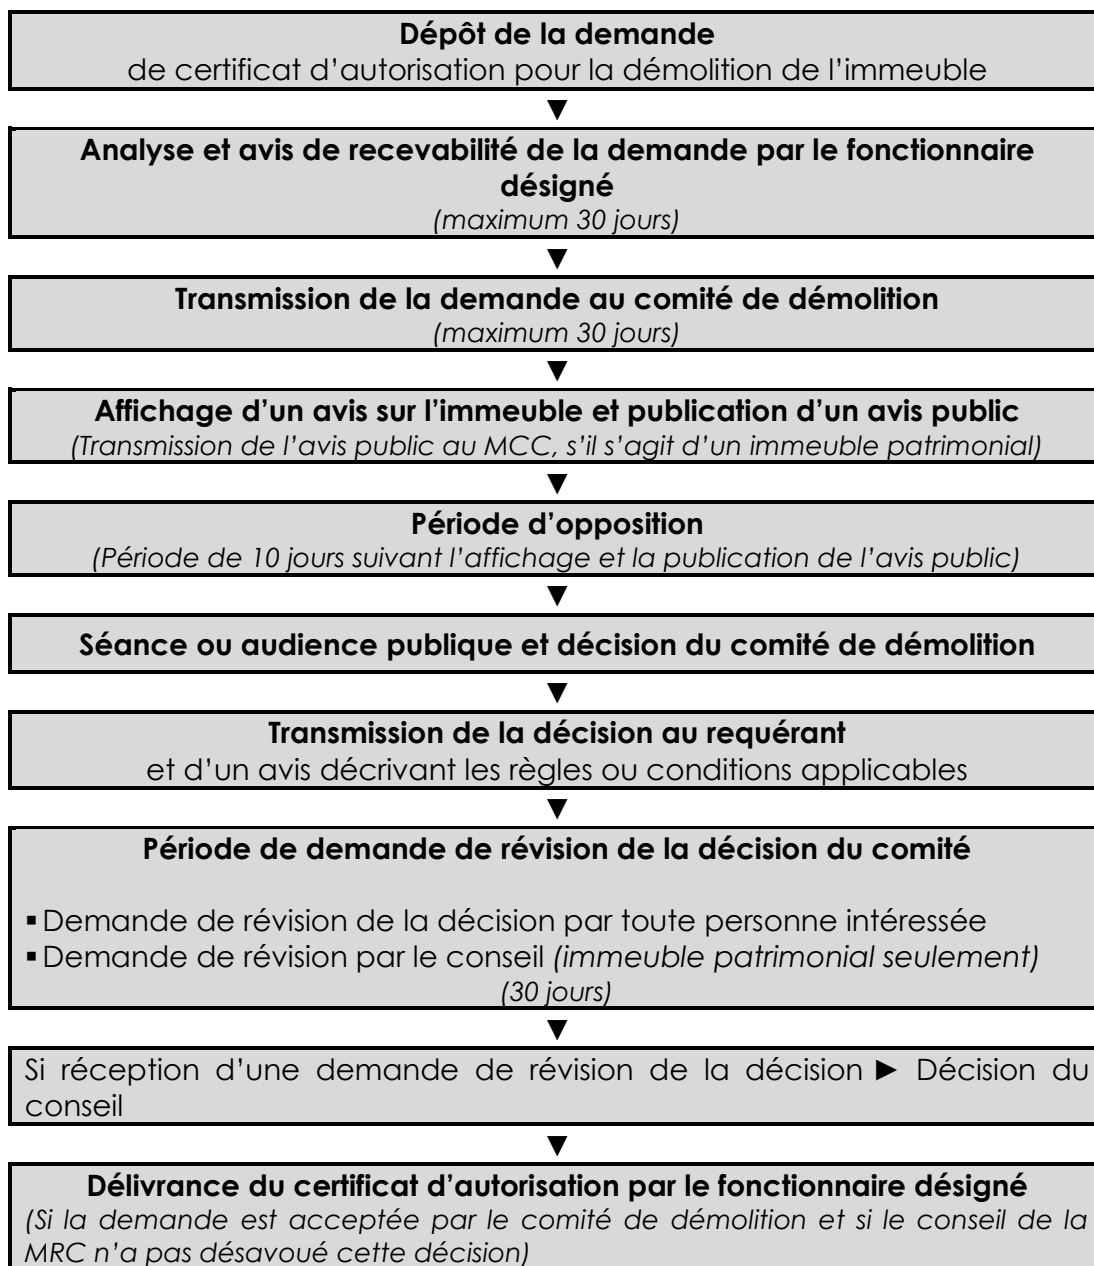 Dépôt de la demande
de certificat d’autorisation pour la démolition de l’immeuble
▼
Analyse et avis de recevabilité de la demande par le fonctionnaire
désigné
(maximum 30 jours)
▼
Transmission de la demande au comité de démolition
(maximum 30 jours)
▼
Affichage d’un avis sur l’immeuble et publication d’un avis public
(Transmission de l’avis public au MCC, s’il s’agit d’un immeuble patrimonial)
▼
Période d’opposition
(Période de 10 jours suivant l’affichage et la publication de l’avis public)
▼
Séance ou audience publique et décision du comité de démolition
▼
Transmission de la décision au requérant
et d’un avis décrivant les règles ou conditions applicables
▼
Période de demande de révision de la décision du comité
▪ Demande de révision de la décision par toute personne intéressée
▪ Demande de révision par le conseil (immeuble patrimonial seulement)
(30 jours)
▼
Si réception d’une demande de révision de la décision ► Décision du
conseil
▼
Délivrance du certificat d’autorisation par le fonctionnaire désigné
(Si la demande est acceptée par le comité de démolition et si le conseil de la
MRC n’a pas désavoué cette décision)